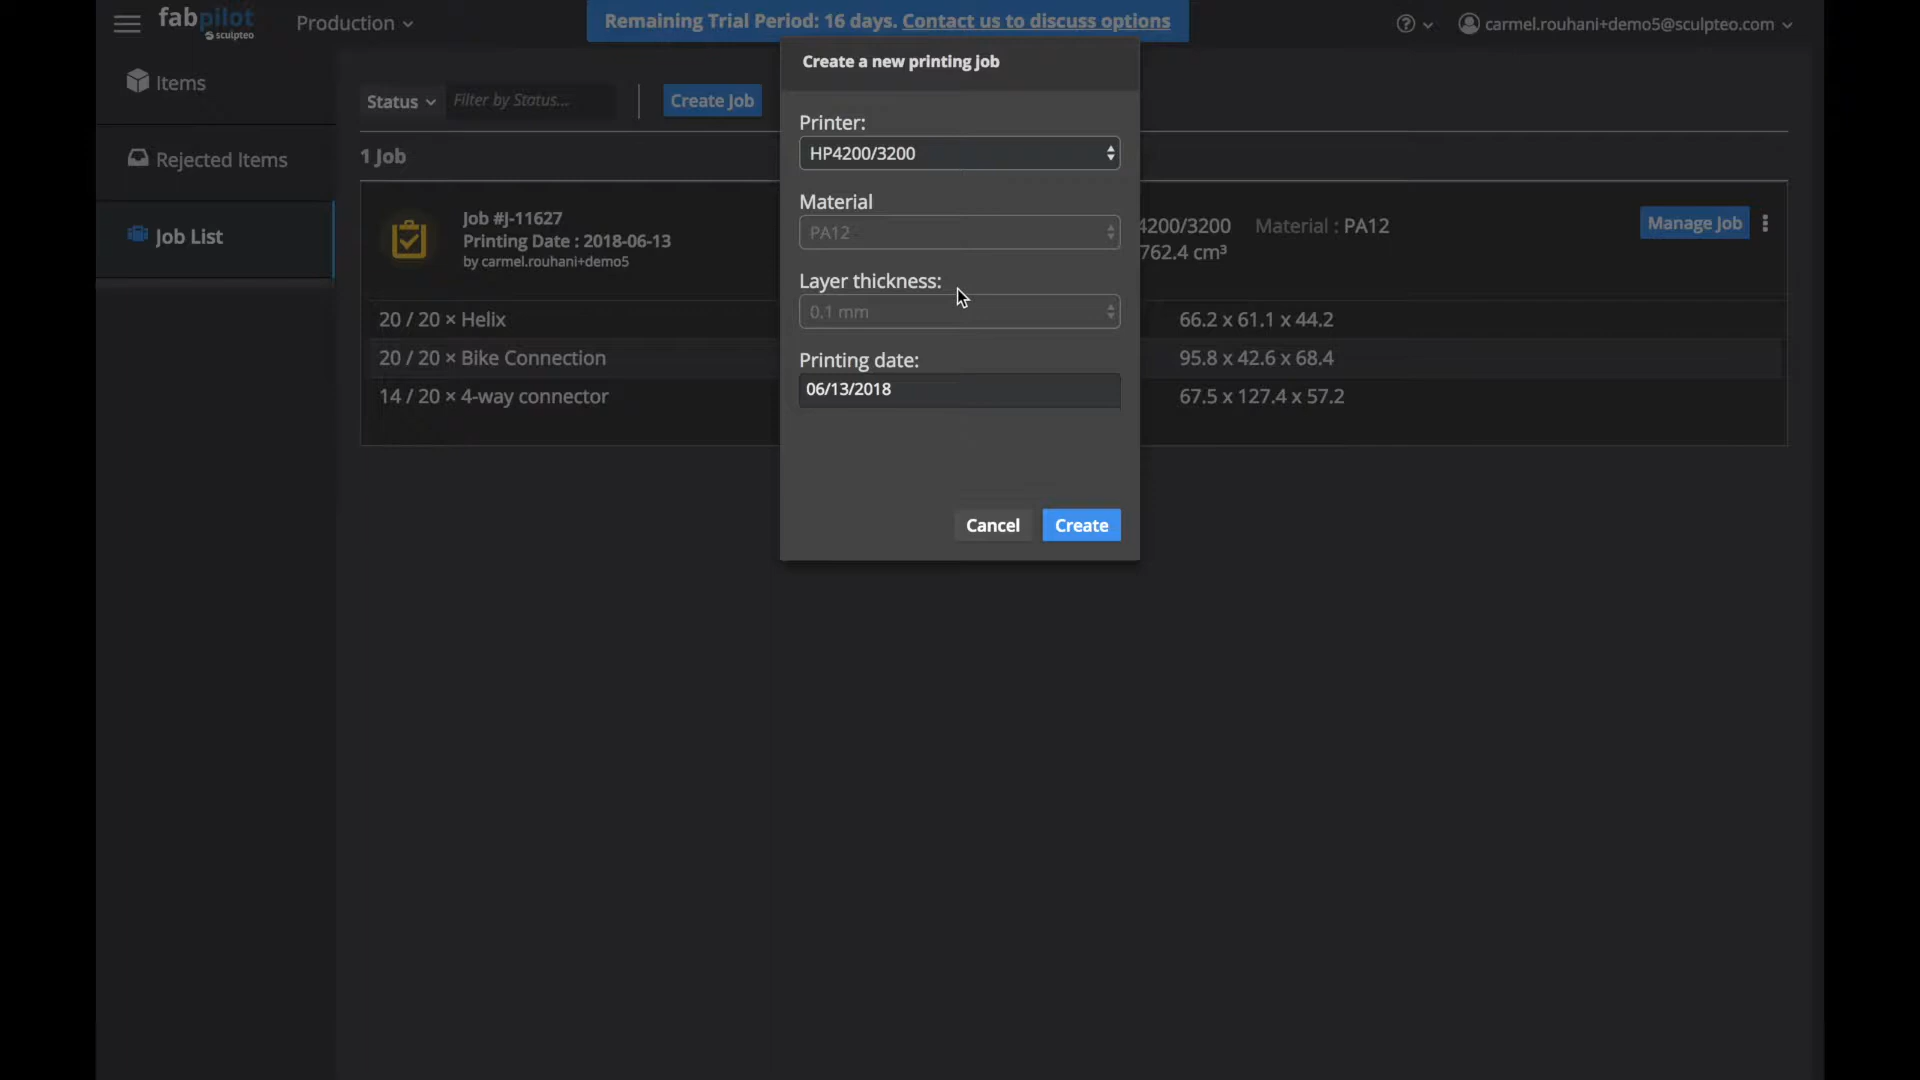 fabpilot
sculpteo
Production
Remaining Trial Period: 16 days. Contact us to discuss options
carmel.rouhani+demo5@sculpteo.com
Items
Rejected Items
Job List
Status
Filter by Status...
Create Job
1 Job
Job #J-11627
Printing Date : 2018-06-13
by carmel.rouhani+demo5
4200/3200
Material : PA12
762.4 cm³
Manage Job
20 / 20 × Helix
66.2 x 61.1 x 44.2
20 / 20 × Bike Connection
95.8 x 42.6 x 68.4
14 / 20 × 4-way connector
67.5 x 127.4 x 57.2
Create a new printing job
Printer:
HP4200/3200
Material
PA12
Layer thickness:
0.1 mm
Printing date:
06/13/2018
Cancel
Create